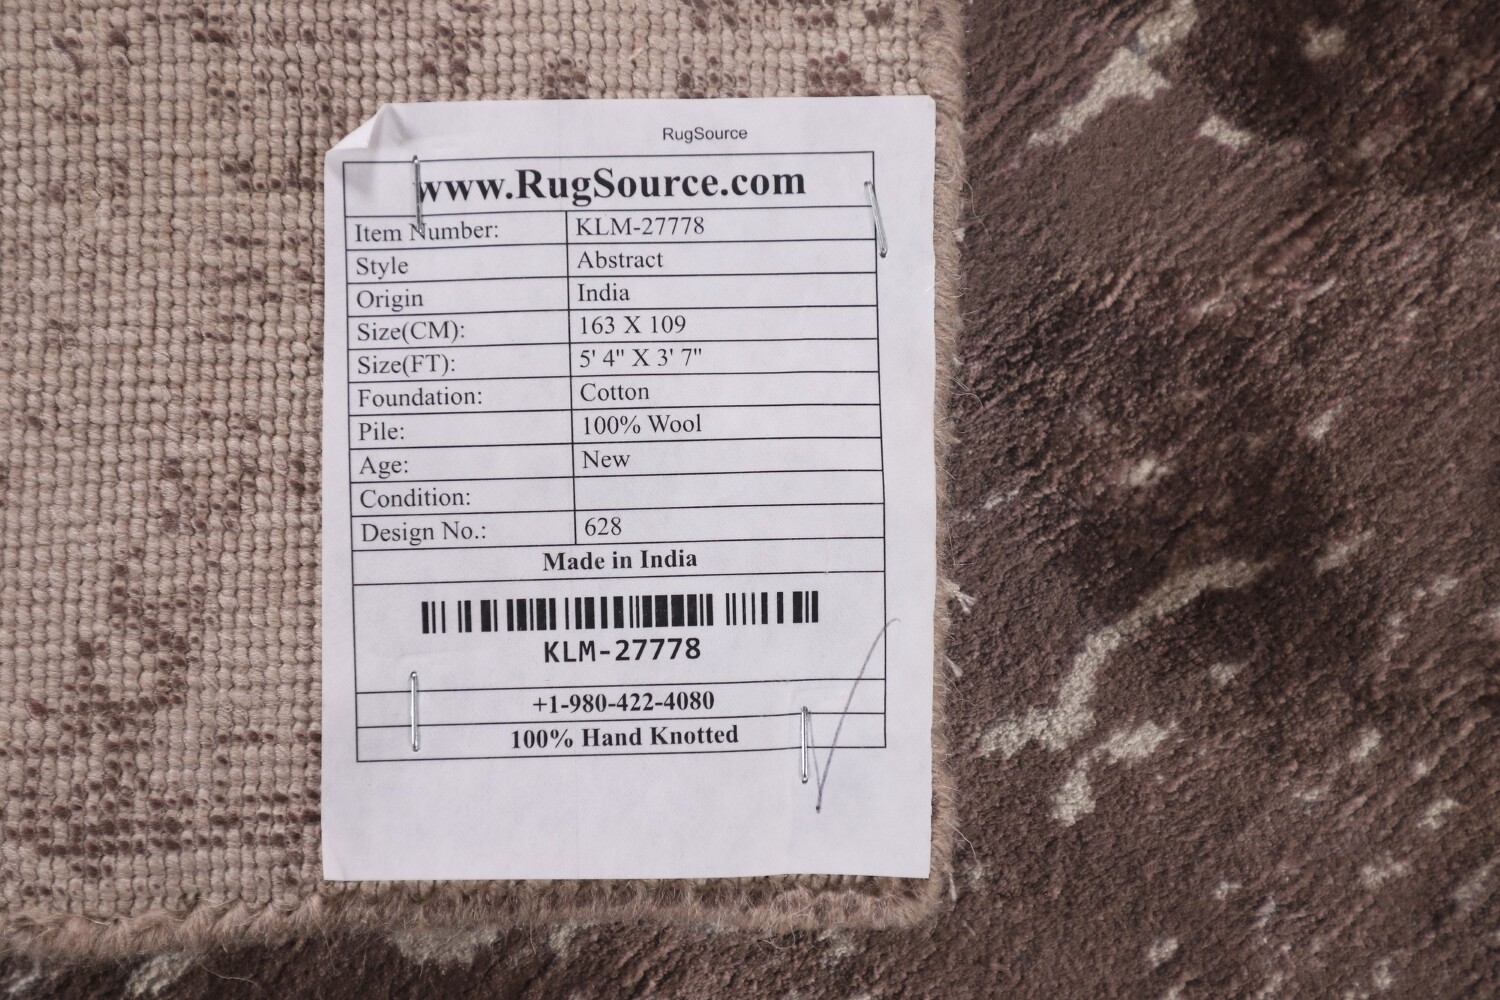 RugSource
www.RugSource.com
Item Number: KLM-27778
Style Abstract
Origin India
Size(CM): 163 X 109
Size(FT): 5' 4" X 3' 7"
Foundation: Cotton
Pile: 100% Wool
Age: New
Condition:
Design No.: 628
Made in India
KLM-27778
+1-980-422-4080
100% Hand Knotted